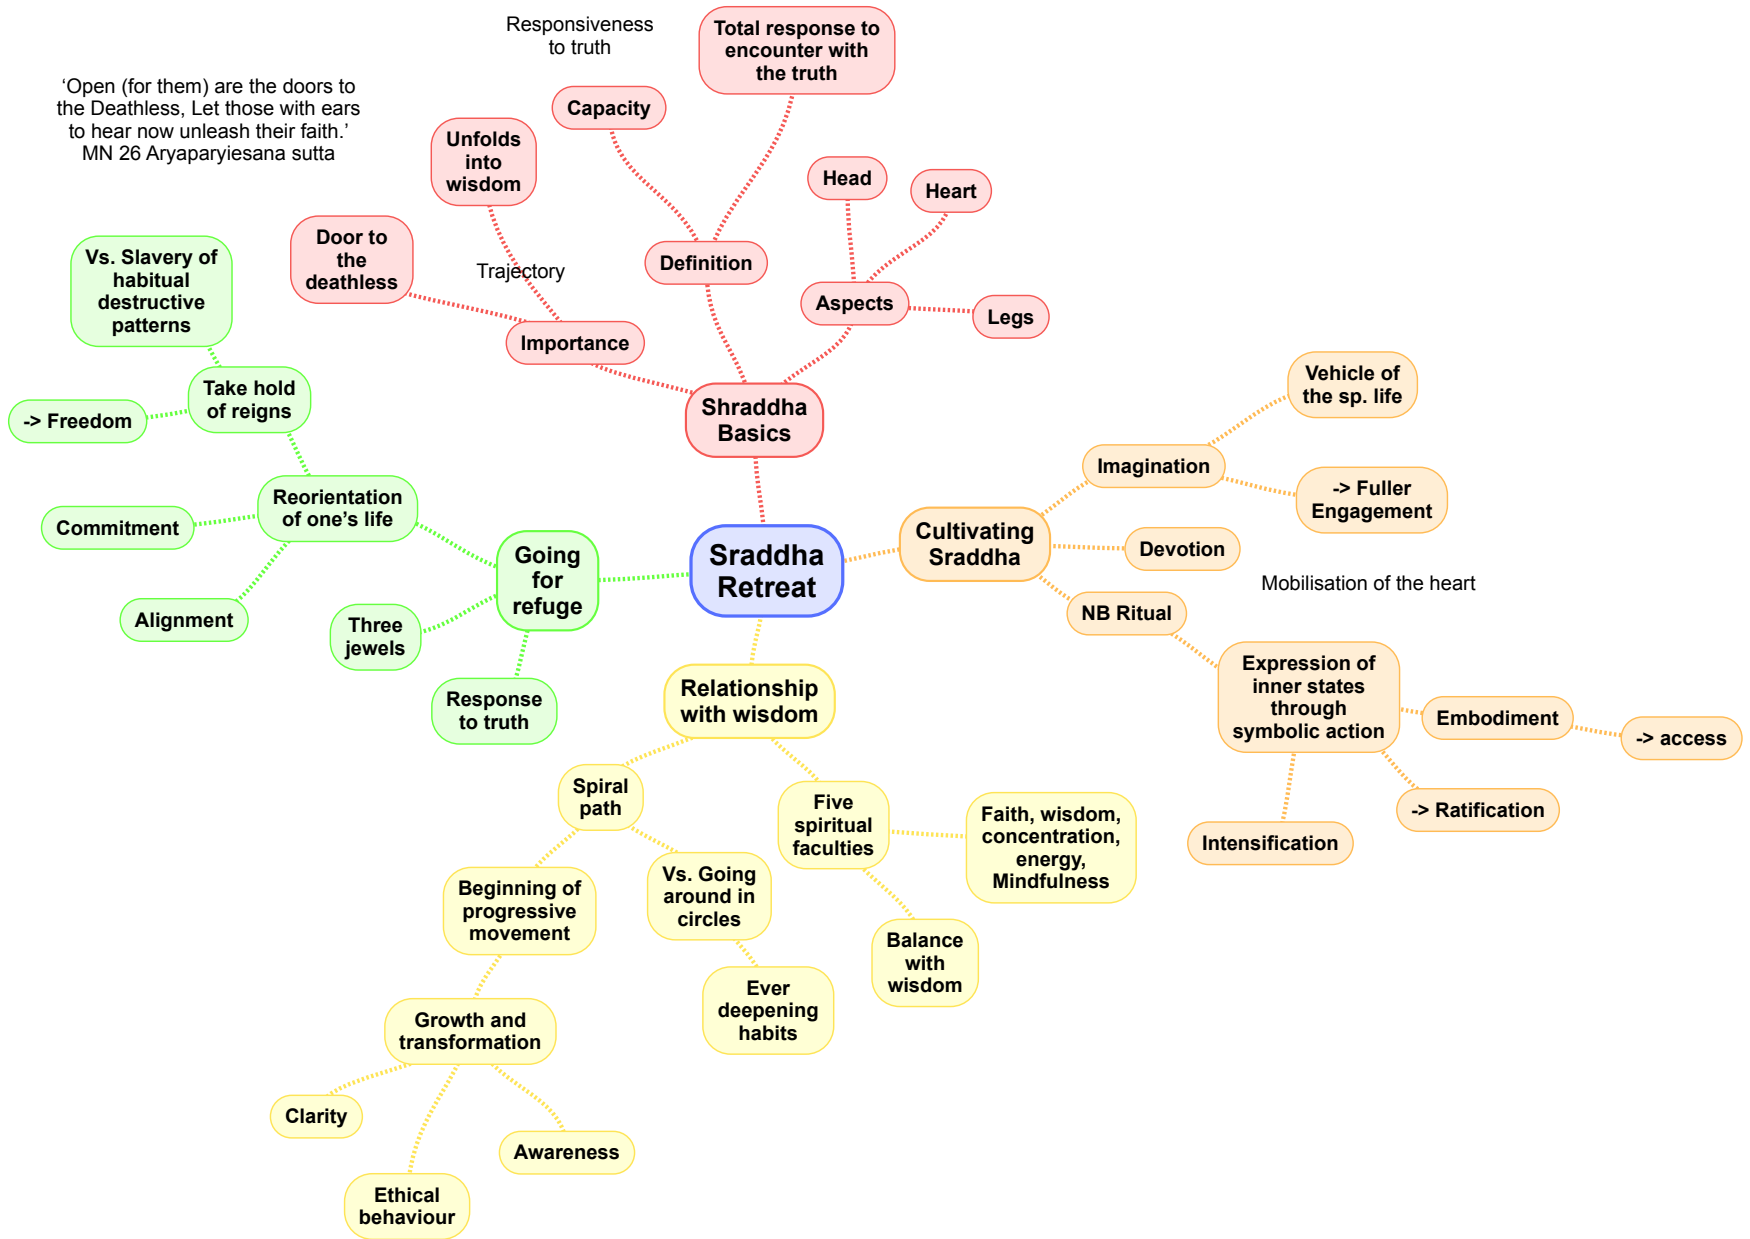 Responsiveness
to truth
Total response to
encounter with
the truth
‘Open (for them) are the doors to
the Deathless, Let those with ears
to hear now unleash their faith.’
MN 26 Aryaparyiesana sutta
Capacity
Unfolds
into
wisdom
Head
Heart
Door to
the
deathless
Trajectory
Definition
Aspects
Legs
Importance
Shraddha
Basics
Vs. Slavery of
habitual
destructive
patterns
Take hold
of reigns
-> Freedom
Reorientation
of one’s life
Commitment
Alignment
Going
for
refuge
Three
jewels
Response
to truth
Sraddha
Retreat
Cultivating
Sraddha
Imagination
Vehicle of
the sp. life
-> Fuller
Engagement
Devotion
Mobilisation of the heart
NB Ritual
Expression of
inner states
through
symbolic action
Embodiment
-> access
-> Ratification
Intensification
Relationship
with wisdom
Spiral
path
Five
spiritual
faculties
Faith, wisdom,
concentration,
energy,
Mindfulness
Beginning of
progressive
movement
Vs. Going
around in
circles
Balance
with
wisdom
Ever
deepening
habits
Growth and
transformation
Clarity
Awareness
Ethical
behaviour